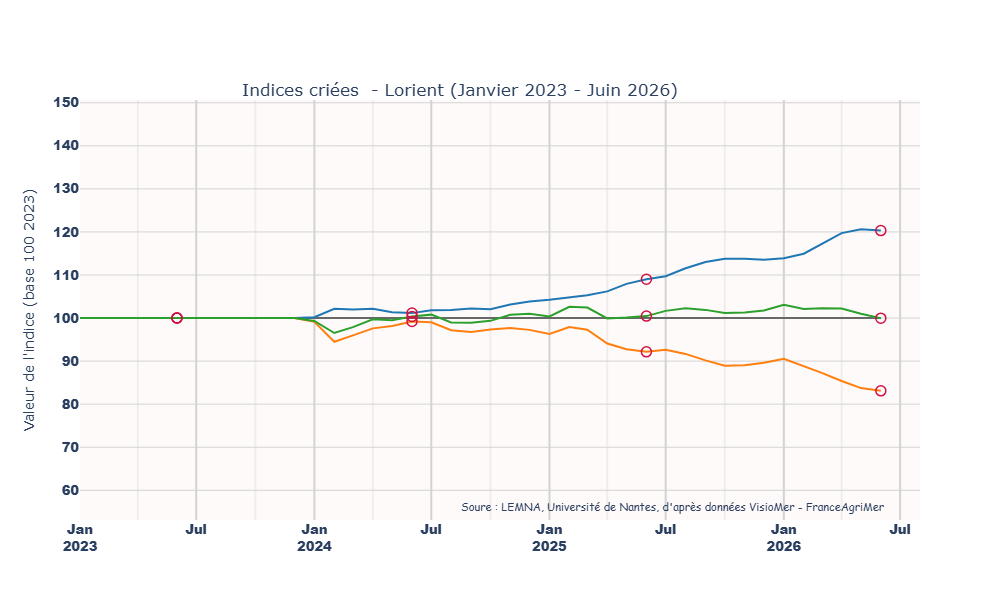 Indices criées - Lorient (Janvier 2023 - Juin 2026)
Valeur de l'indice (base 100 2023)
150
140
130
120
110
100
90
80
70
60
Soure : LEMNA, Université de Nantes, d'après données VisioMer - FranceAgriMer
Jan Jul Jan Jul Jan Jul Jan Jul
2023 2024 2025 2026